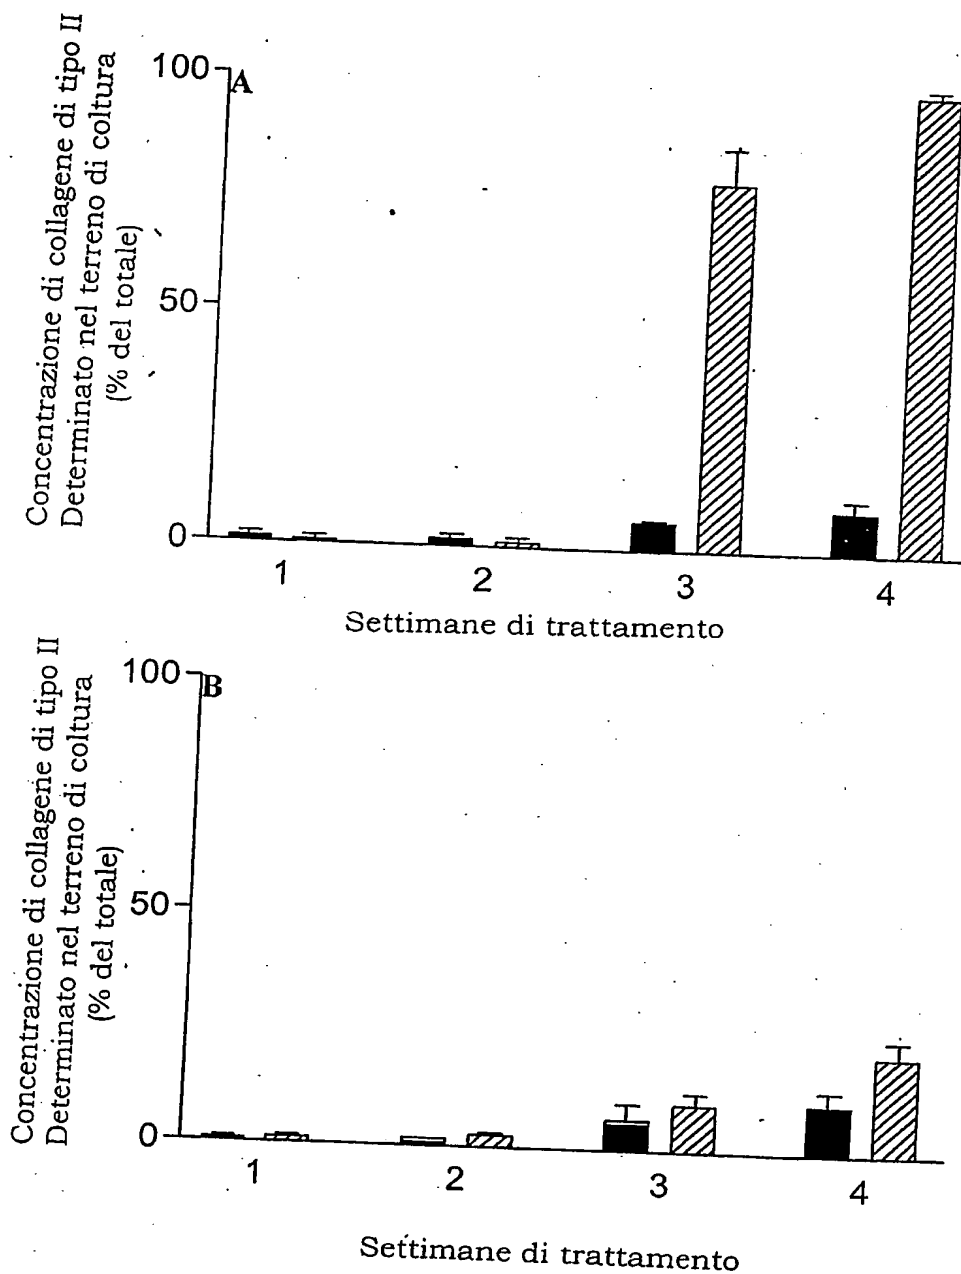 Concentrazione di collagene di tipo II
Determinato nel terreno di coltura
(% del totale)
100
A
50
0
1 2 3 4
Settimane di trattamento
Concentrazione di collagene di tipo II
Determinato nel terreno di coltura
(% del totale)
100
B
50
0
1 2 3 4
Settimane di trattamento